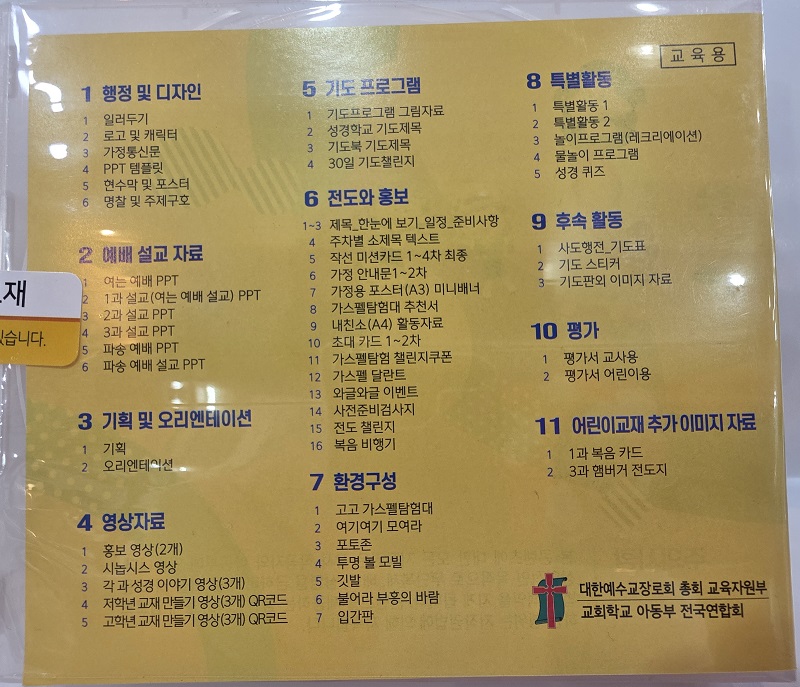 교육용
1 행정 및 디자인
1 일러두기
2 로고 및 캐릭터
3 가정통신문
4 PPT 템플릿
5 현수막 및 포스터
6 명찰 및 주제구호
2 예배 설교 자료
1 여는 예배 PPT
2 1과 설교(여는 예배 설교) PPT
3 2과 설교 PPT
4 3과 설교 PPT
5 파송 예배 PPT
6 파송 예배 설교 PPT
3 기획 및 오리엔테이션
1 기획
2 오리엔테이션
4 영상자료
1 홍보 영상(2개)
2 시놉시스 영상
3 각 과 성경 이야기 영상(3개)
4 저학년 교재 만들기 영상(3개) QR코드
5 고학년 교재 만들기 영상(3개) QR코드
5 기도 프로그램
1 기도프로그램 그림자료
2 성경학교 기도제목
3 기도북 기도제목
4 30일 기도챌린지
6 전도와 홍보
1~3 제목_한눈에 보기_일정_준비사항
4 주차별 소제목 텍스트
5 작선 미션카드 1~4차 최종
6 가정 안내문1~2차
7 가정용 포스터(A3) 미니배너
8 가스펠탐험대 추천서
9 내친소(A4) 활동자료
10 초대 카드 1~2차
11 가스펠탐험 챌린지쿠폰
12 가스펠 달란트
13 와글와글 이벤트
14 사전준비검사지
15 전도 챌린지
16 복음 비행기
7 환경구성
1 고고 가스펠탐험대
2 여기여기 모여라
3 포토존
4 투명 볼 모빌
5 깃발
6 불어라 부흥의 바람
7 입간판
8 특별활동
1 특별활동 1
2 특별활동 2
3 놀이프로그램(레크리에이션)
4 물놀이 프로그램
5 성경 퀴즈
9 후속 활동
1 사도행전_기도표
2 기도 스티커
3 기도판외 이미지 자료
10 평가
1 평가서 교사용
2 평가서 어린이용
11 어린이교재 추가 이미지 자료
1 1과 복음 카드
2 3과 햄버거 전도지
대한예수교장로회 총회 교육자원부
교회학교 아동부 전국연합회
재
있습니다.